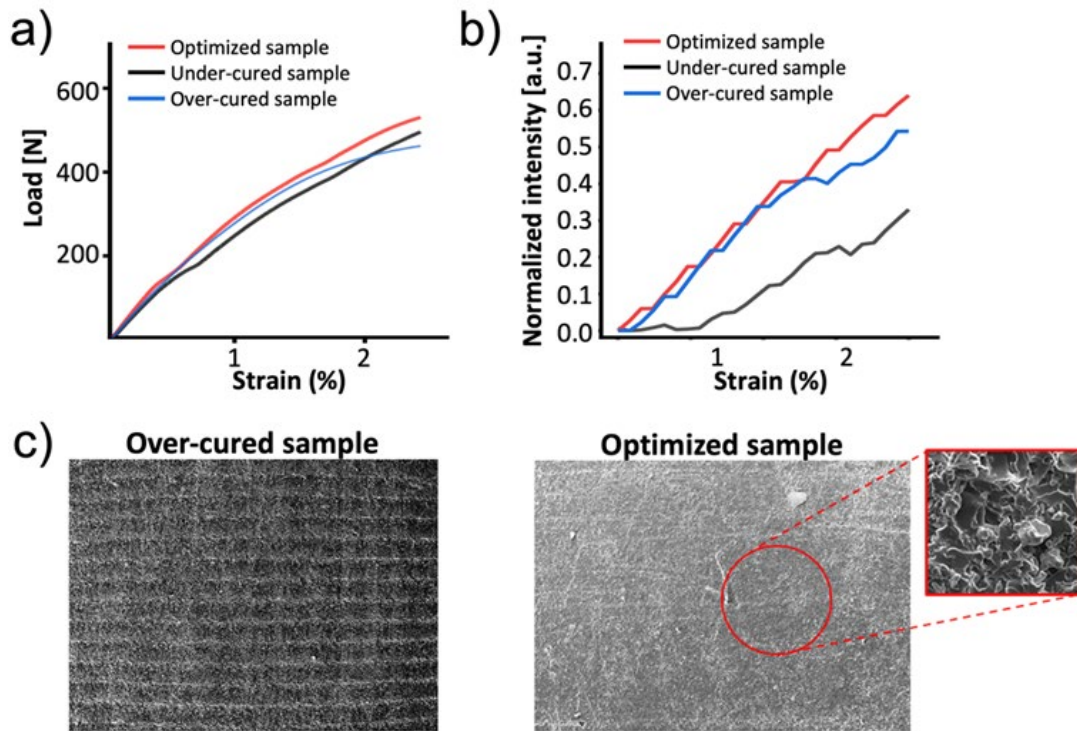 a)
Optimized sample
Under-cured sample
Over-cured sample
600
400
200
Load [N]
1
2
Strain (%)
b)
Optimized sample
Under-cured sample
Over-cured sample
0.7
0.6
0.5
0.4
0.3
0.2
0.1
0.0
Normalized intensity [a.u.]
1
2
Strain (%)
c)
Over-cured sample
Optimized sample